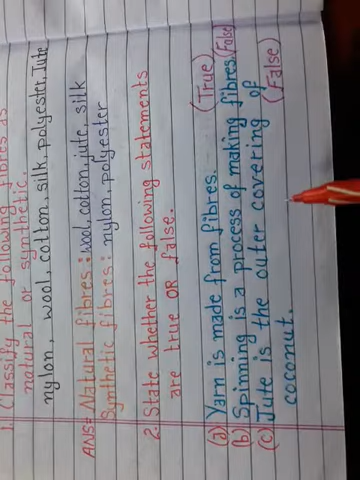 1. Classify the following fibres as
natural or synthetic.
nylon, wool, cotton, silk, polyester, Jute
ANS= Natural fibres: wool, cotton, jute, silk
Synthetic fibres: nylon, polyester
2. State whether the following statements
are true OR false.
(a) Yarn is made from fibres. (True)
(b) Spinning is a process of making fibres. (False)
(c) Jute is the outer covering of
coconut. (False)